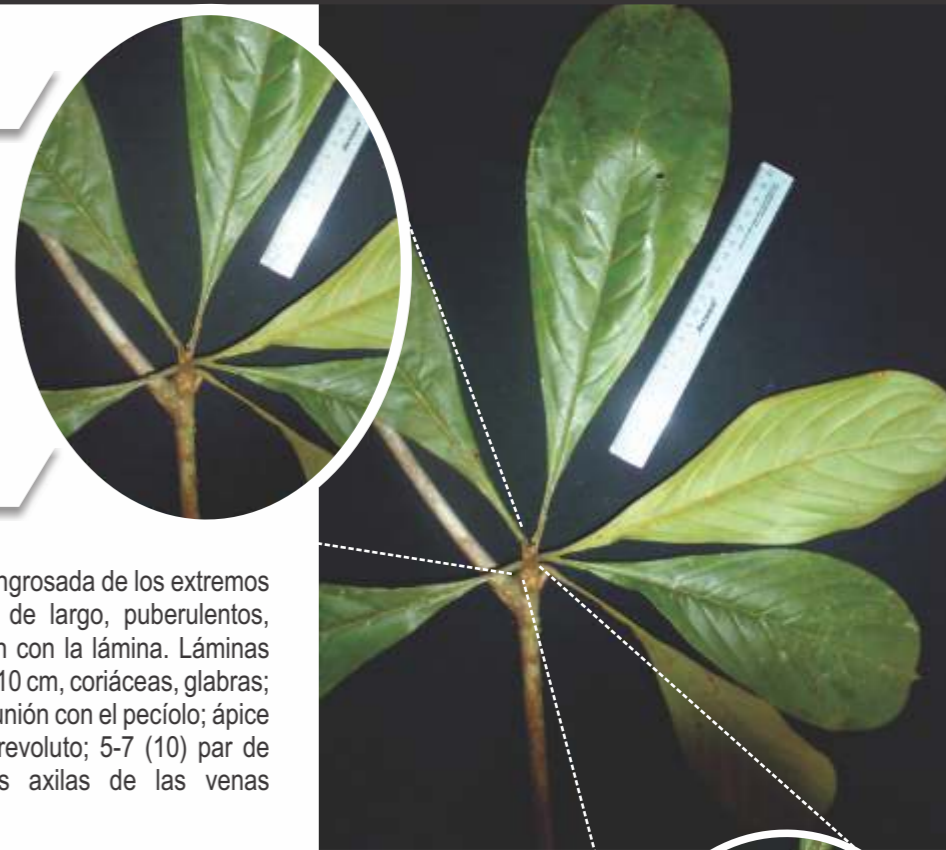 ngrosada de los extremos
de largo, puberulentos,
n con la lámina. Láminas
10 cm, coriáceas, glabras;
unión con el pecíolo; ápice
revoluto; 5-7 (10) par de
s axilas de las venas